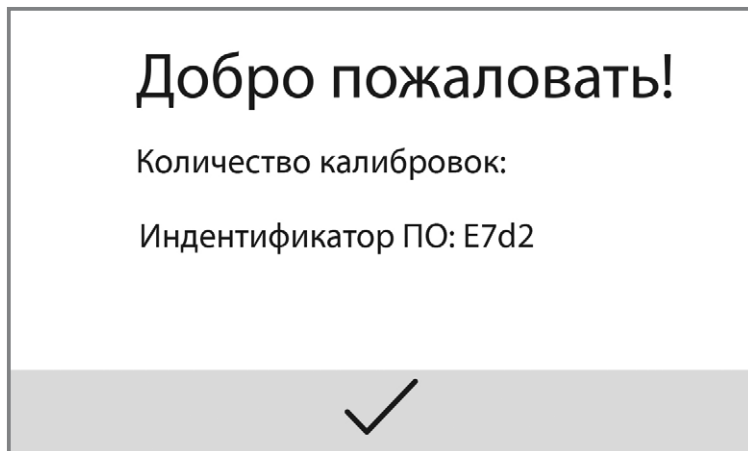 Добро пожаловать!
Количество калибровок:
Индентификатор ПО: E7d2